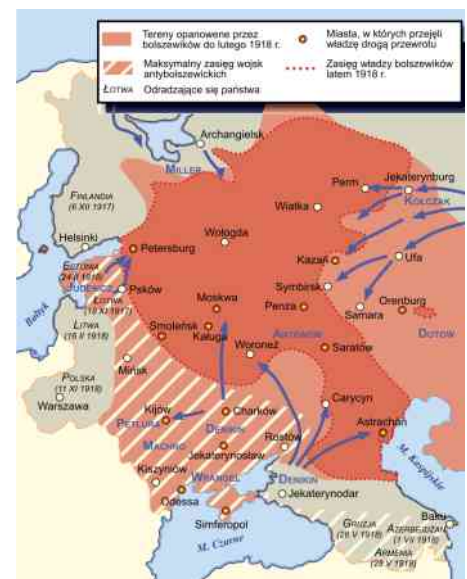 Tereny opanowane przez
bolszewików do lutego 1918 r.
Miasta, w których przejęli
władzę drogą przewrotu
Maksymalny zasięg wojsk
antybolszewickich
Zasięg władzy bolszewików
latem 1918 r.
ŁOTWA Odradzające się państwa
Archangielsk
MILLER
Perm
Jekaterynburg
KOŁCZAK
FINLANDIA
(6 XII 1917)
Wiatka
Wołogda
Helsinki
Petersburg
Kazań
Ufa
ESTONIA
(24 II 1918)
JUDENICZ
Psków
ŁOTWA
(18 XI 1917)
Moskwa
Symbirsk
Bałtyk
Penza
Samara
Orenburg
LITWA
(16 II 1918)
Smoleńsk
Kaługa
ANTONOW
DUTOW
Woroneż
Saratów
Mińsk
POLSKA
(11 XI 1918)
Warszawa
Carycyn
Kijów
Charków
Astrachań
PETLURA
DENIKIN
MACHNO
Jekaterynosław
Rostów
Kiszyniów
WRANGEL
DENIKIN
M. Kaspijskie
Odessa
Jekaterynodar
Simferopol
Baku
GRUZJA
(26 V 1918)
AZERBEJDŻAN
M. Czarne
ARMENIA
(28 V 1918)